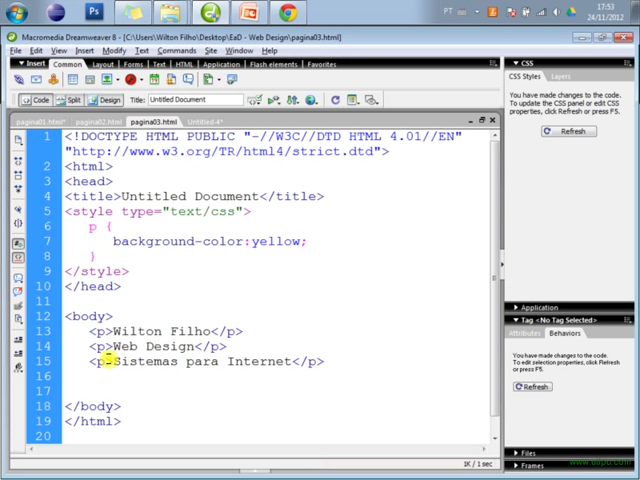 PT
17:53
24/11/2012
Macromedia Dreamweaver 8 - [C:\Users\Wilton Filho\Desktop\EaD - Web Design\pagina03.html]
File Edit View Insert Modify Text Commands Site Window Help
Insert Common Layout Forms Text HTML Application Flash elements Favorites
Code Split Design Title: Untitled Document
pagina01.html* pagina02.html pagina03.html Untitled-4*
1 <!DOCTYPE HTML PUBLIC "-//W3C//DTD HTML 4.01//EN"
"http://www.w3.org/TR/html4/strict.dtd">
2 <html>
3 <head>
4 <title>Untitled Document</title>
5 <style type="text/css">
6 p {
7 background-color:yellow;
8 }
9 </style>
10 </head>
11
12 <body>
13 <p>Wilton Filho</p>
14 <p>Web Design</p>
15 <p>Sistemas para Internet</p>
16
17
18 </body>
19 </html>
20
1K / 1 sec
CSS
CSS Styles Layers
You have made changes to the code.
To update the CSS panel or edit CSS
properties, click Refresh or press F5.
Refresh
Application
Tag <No Tag Selected>
Attributes Behaviors
You have made changes to the code.
To edit selection properties, click Refresh
or press F5.
Refresh
Files
Frames